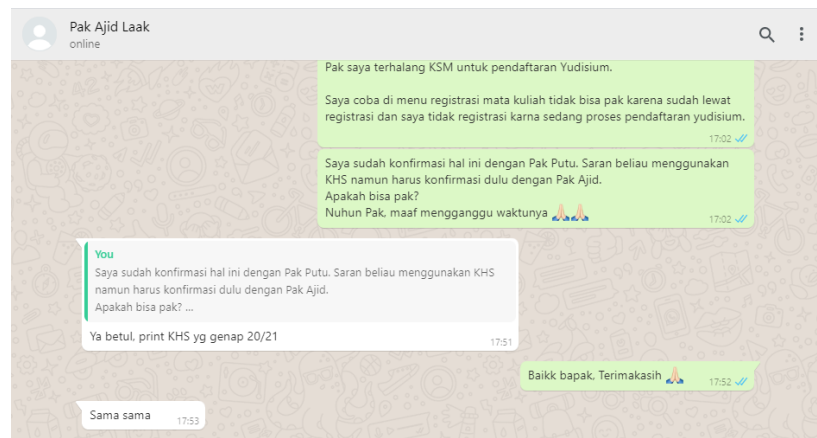 Pak Ajid Laak
online
Pak saya terhalang KSM untuk pendaftaran Yudisium.
Saya coba di menu registrasi mata kuliah tidak bisa pak karena sudah lewat
registrasi dan saya tidak registrasi karna sedang proses pendaftaran yudisium.
17:02
Saya sudah konfirmasi hal ini dengan Pak Putu. Saran beliau menggunakan
KHS namun harus konfirmasi dulu dengan Pak Ajid.
Apakah bisa pak?
Nuhun Pak, maaf mengganggu waktunya 🙏🏻🙏🏻
17:02
You
Saya sudah konfirmasi hal ini dengan Pak Putu. Saran beliau menggunakan KHS
namun harus konfirmasi dulu dengan Pak Ajid.
Apakah bisa pak? ...
Ya betul, print KHS yg genap 20/21
17:51
Baikk bapak, Terimakasih 🙏🏻
17:52
Sama sama
17:53